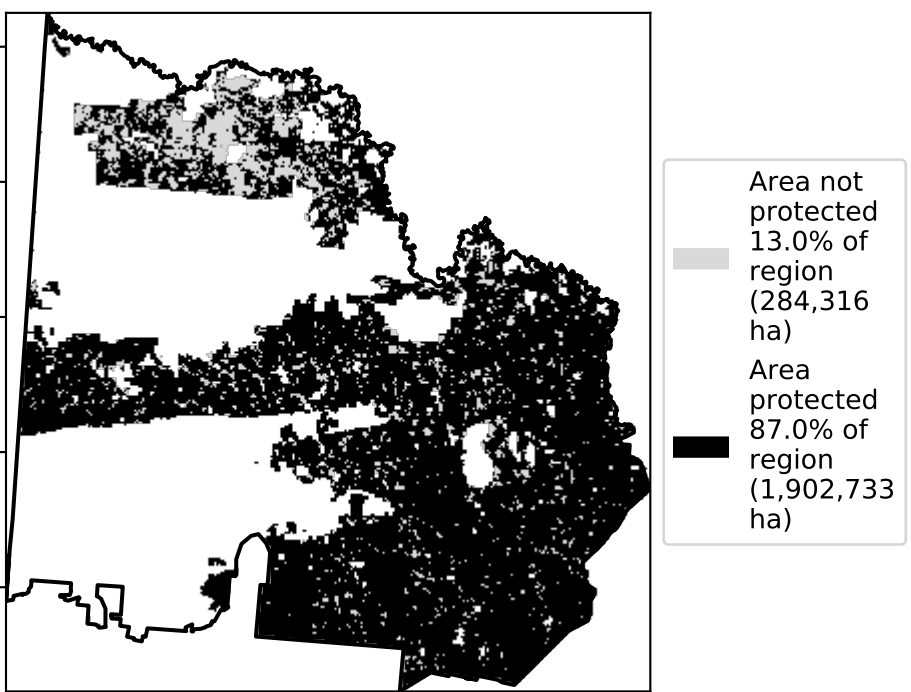 Area not
protected
13.0% of
region
(284,316
ha)
Area
protected
87.0% of
region
(1,902,733
ha)